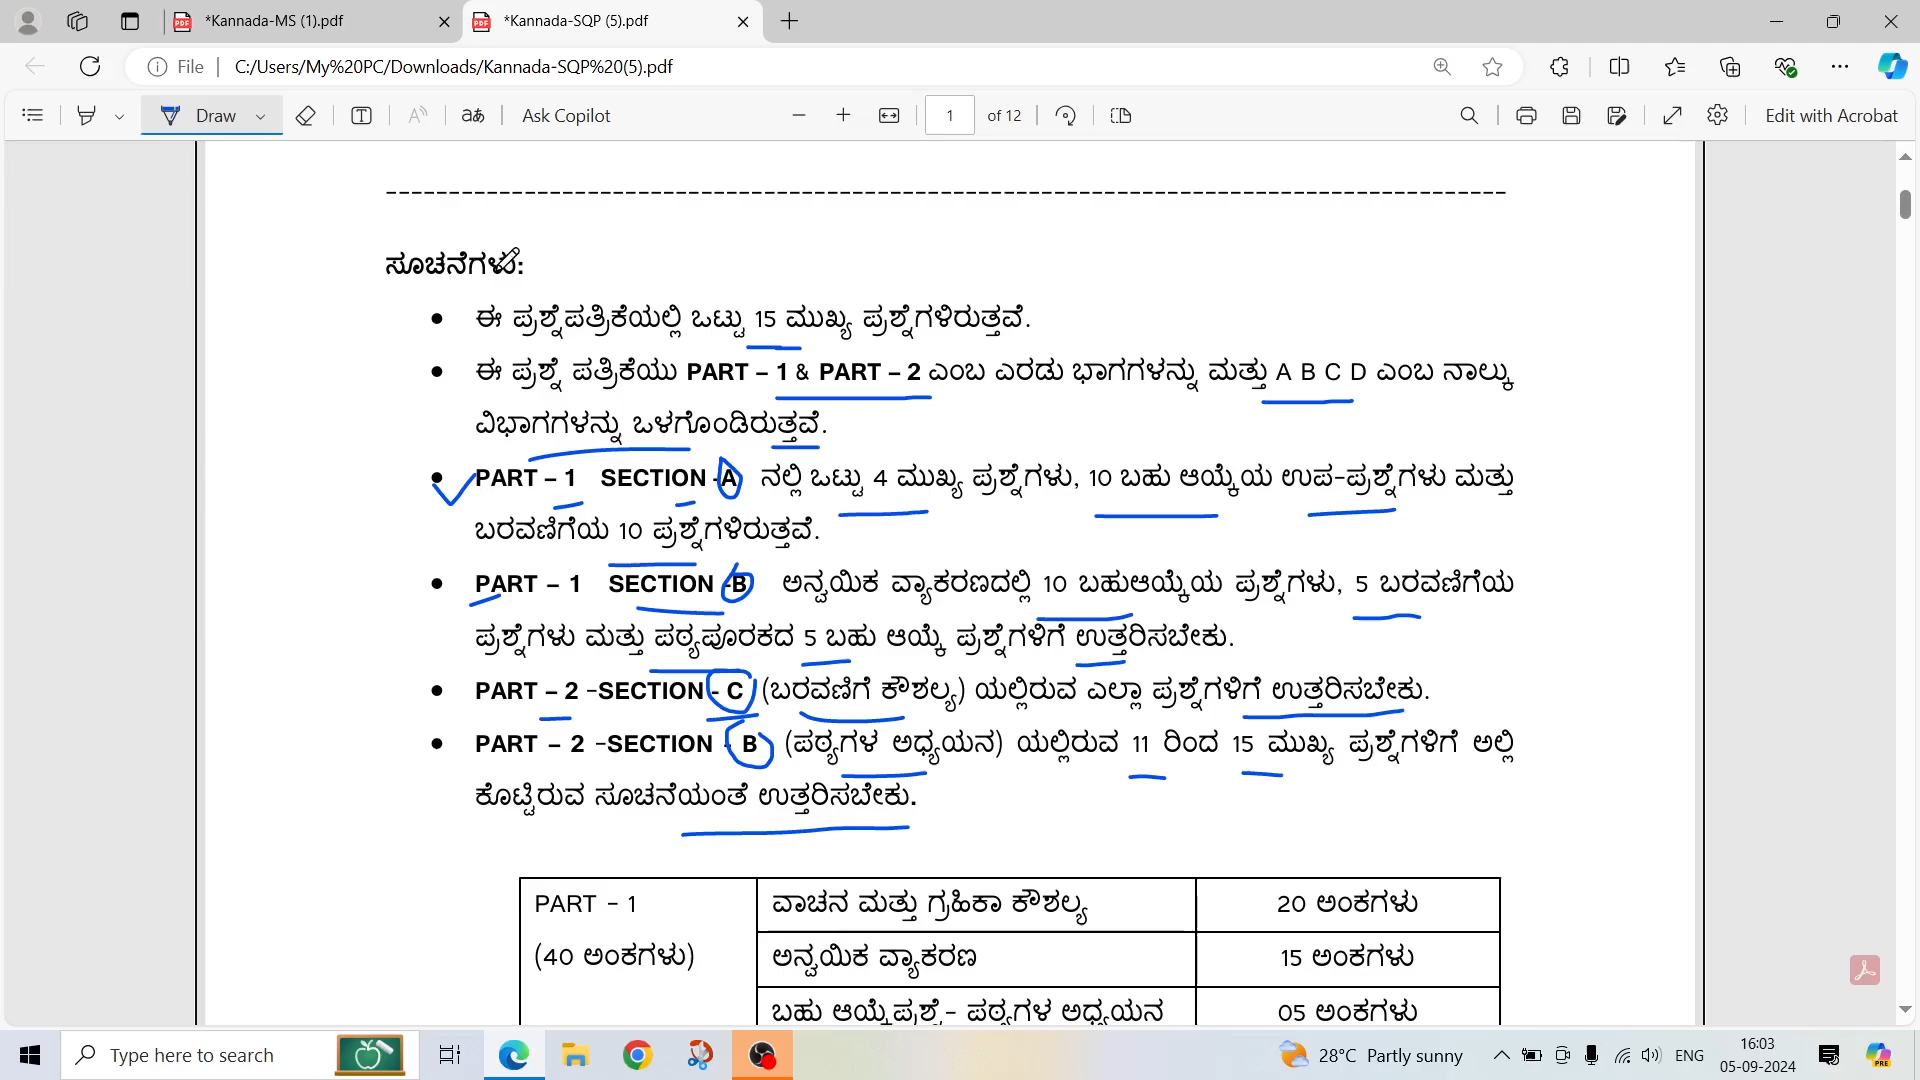 *Kannada-MS (1).pdf
*Kannada-SQP (5).pdf
File
C:/Users/My%20PC/Downloads/Kannada-SQP%20(5).pdf
Draw
aあ
Ask Copilot
1 of 12
Edit with Acrobat
ಸೂಚನೆಗಳು:
• ಈ ಪ್ರಶ್ನೆಪತ್ರಿಕೆಯಲ್ಲಿ ಒಟ್ಟು 15 ಮುಖ್ಯ ಪ್ರಶ್ನೆಗಳಿರುತ್ತವೆ.
• ಈ ಪ್ರಶ್ನೆ ಪತ್ರಿಕೆಯು PART – 1 & PART – 2 ಎಂಬ ಎರಡು ಭಾಗಗಳನ್ನು ಮತ್ತು A B C D ಎಂಬ ನಾಲ್ಕು
ವಿಭಾಗಗಳನ್ನು ಒಳಗೊಂಡಿರುತ್ತವೆ.
• PART – 1 SECTION -A ನಲ್ಲಿ ಒಟ್ಟು 4 ಮುಖ್ಯ ಪ್ರಶ್ನೆಗಳು, 10 ಬಹು ಆಯ್ಕೆಯ ಉಪ-ಪ್ರಶ್ನೆಗಳು ಮತ್ತು
ಬರವಣಿಗೆಯ 10 ಪ್ರಶ್ನೆಗಳಿರುತ್ತವೆ.
• PART – 1 SECTION -B ಅನ್ವಯಿಕ ವ್ಯಾಕರಣದಲ್ಲಿ 10 ಬಹುಆಯ್ಕೆಯ ಪ್ರಶ್ನೆಗಳು, 5 ಬರವಣಿಗೆಯ
ಪ್ರಶ್ನೆಗಳು ಮತ್ತು ಪಠ್ಯಪೂರಕದ 5 ಬಹು ಆಯ್ಕೆ ಪ್ರಶ್ನೆಗಳಿಗೆ ಉತ್ತರಿಸಬೇಕು.
• PART – 2 –SECTION - C (ಬರವಣಿಗೆ ಕೌಶಲ್ಯ) ಯಲ್ಲಿರುವ ಎಲ್ಲಾ ಪ್ರಶ್ನೆಗಳಿಗೆ ಉತ್ತರಿಸಬೇಕು.
• PART – 2 –SECTION - B (ಪಠ್ಯಗಳ ಅಧ್ಯಯನ) ಯಲ್ಲಿರುವ 11 ರಿಂದ 15 ಮುಖ್ಯ ಪ್ರಶ್ನೆಗಳಿಗೆ ಅಲ್ಲಿ
ಕೊಟ್ಟಿರುವ ಸೂಚನೆಯಂತೆ ಉತ್ತರಿಸಬೇಕು.
PART – 1 ವಾಚನ ಮತ್ತು ಗ್ರಹಿಕಾ ಕೌಶಲ್ಯ 20 ಅಂಕಗಳು
(40 ಅಂಕಗಳು) ಅನ್ವಯಿಕ ವ್ಯಾಕರಣ 15 ಅಂಕಗಳು
ಬಹು ಆಯ್ಕೆಪ್ರಶ್ನೆ- ಪಠ್ಯಗಳ ಅಧ್ಯಯನ 05 ಅಂಕಗಳು
Type here to search
28°C Partly sunny
ENG
16:03
05-09-2024